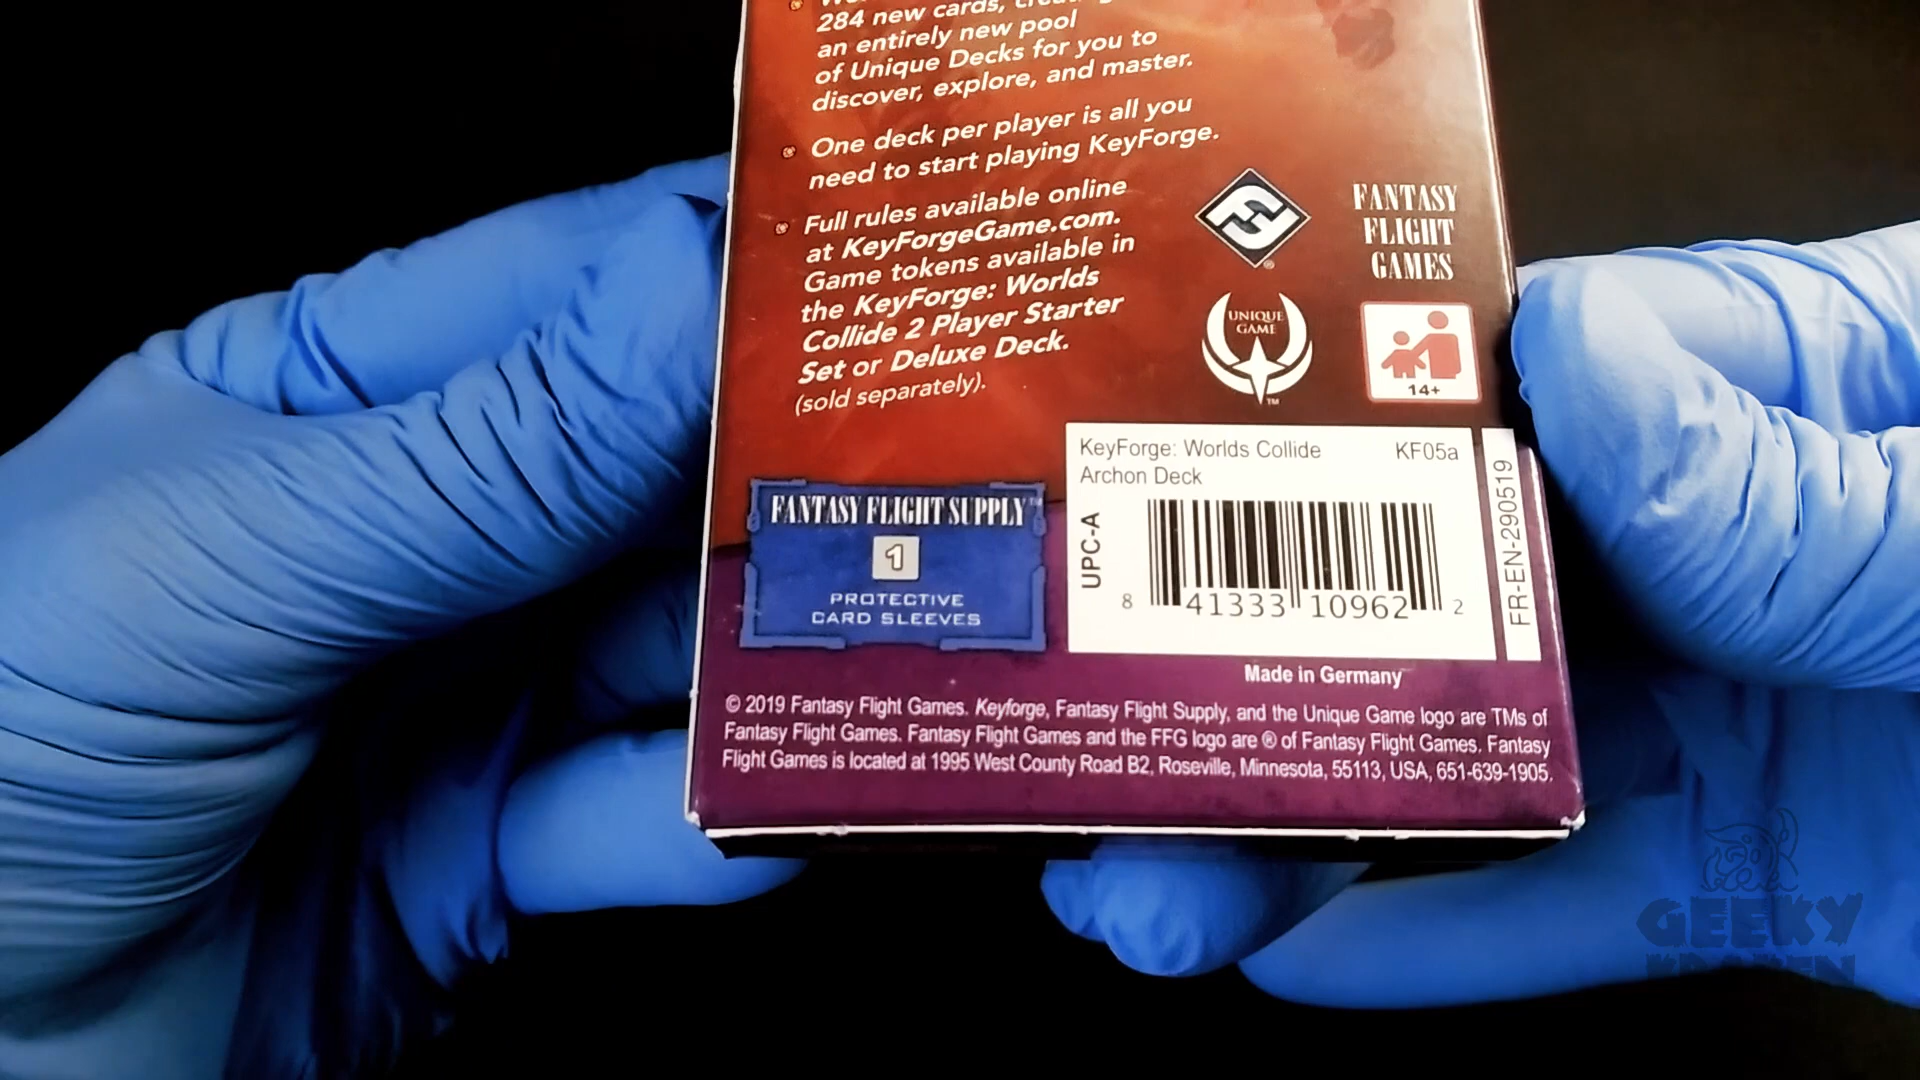 284 new cards,
an entirely new pool
of Unique Decks for you to
discover, explore, and master.
One deck per player is all you
need to start playing KeyForge.
Full rules available online
at KeyForgeGame.com.
Game tokens available in
the KeyForge: Worlds
Collide 2 Player Starter
Set or Deluxe Deck.
(sold separately).
FANTASY
FLIGHT
GAMES
UNIQUE
GAME
TM
14+
KeyForge: Worlds Collide KF05a
Archon Deck
UPC-A
8 41333 10962 2
FR-EN-290519
FANTASY FLIGHT SUPPLY™
1
PROTECTIVE
CARD SLEEVES
Made in Germany
© 2019 Fantasy Flight Games. Keyforge, Fantasy Flight Supply, and the Unique Game logo are TMs of
Fantasy Flight Games. Fantasy Flight Games and the FFG logo are ® of Fantasy Flight Games. Fantasy
Flight Games is located at 1995 West County Road B2, Roseville, Minnesota, 55113, USA, 651-639-1905.
GEEKY
KRAKEN